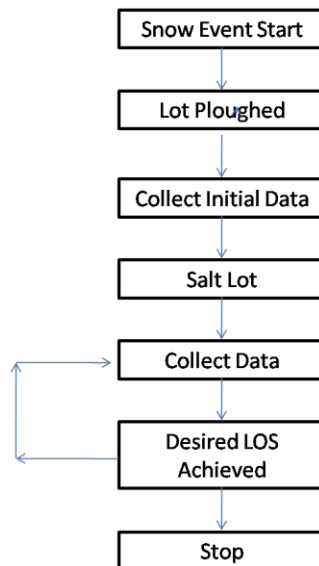 Snow Event Start
Lot Ploughed
Collect Initial Data
Salt Lot
Collect Data
Desired LOS
Achieved
Stop